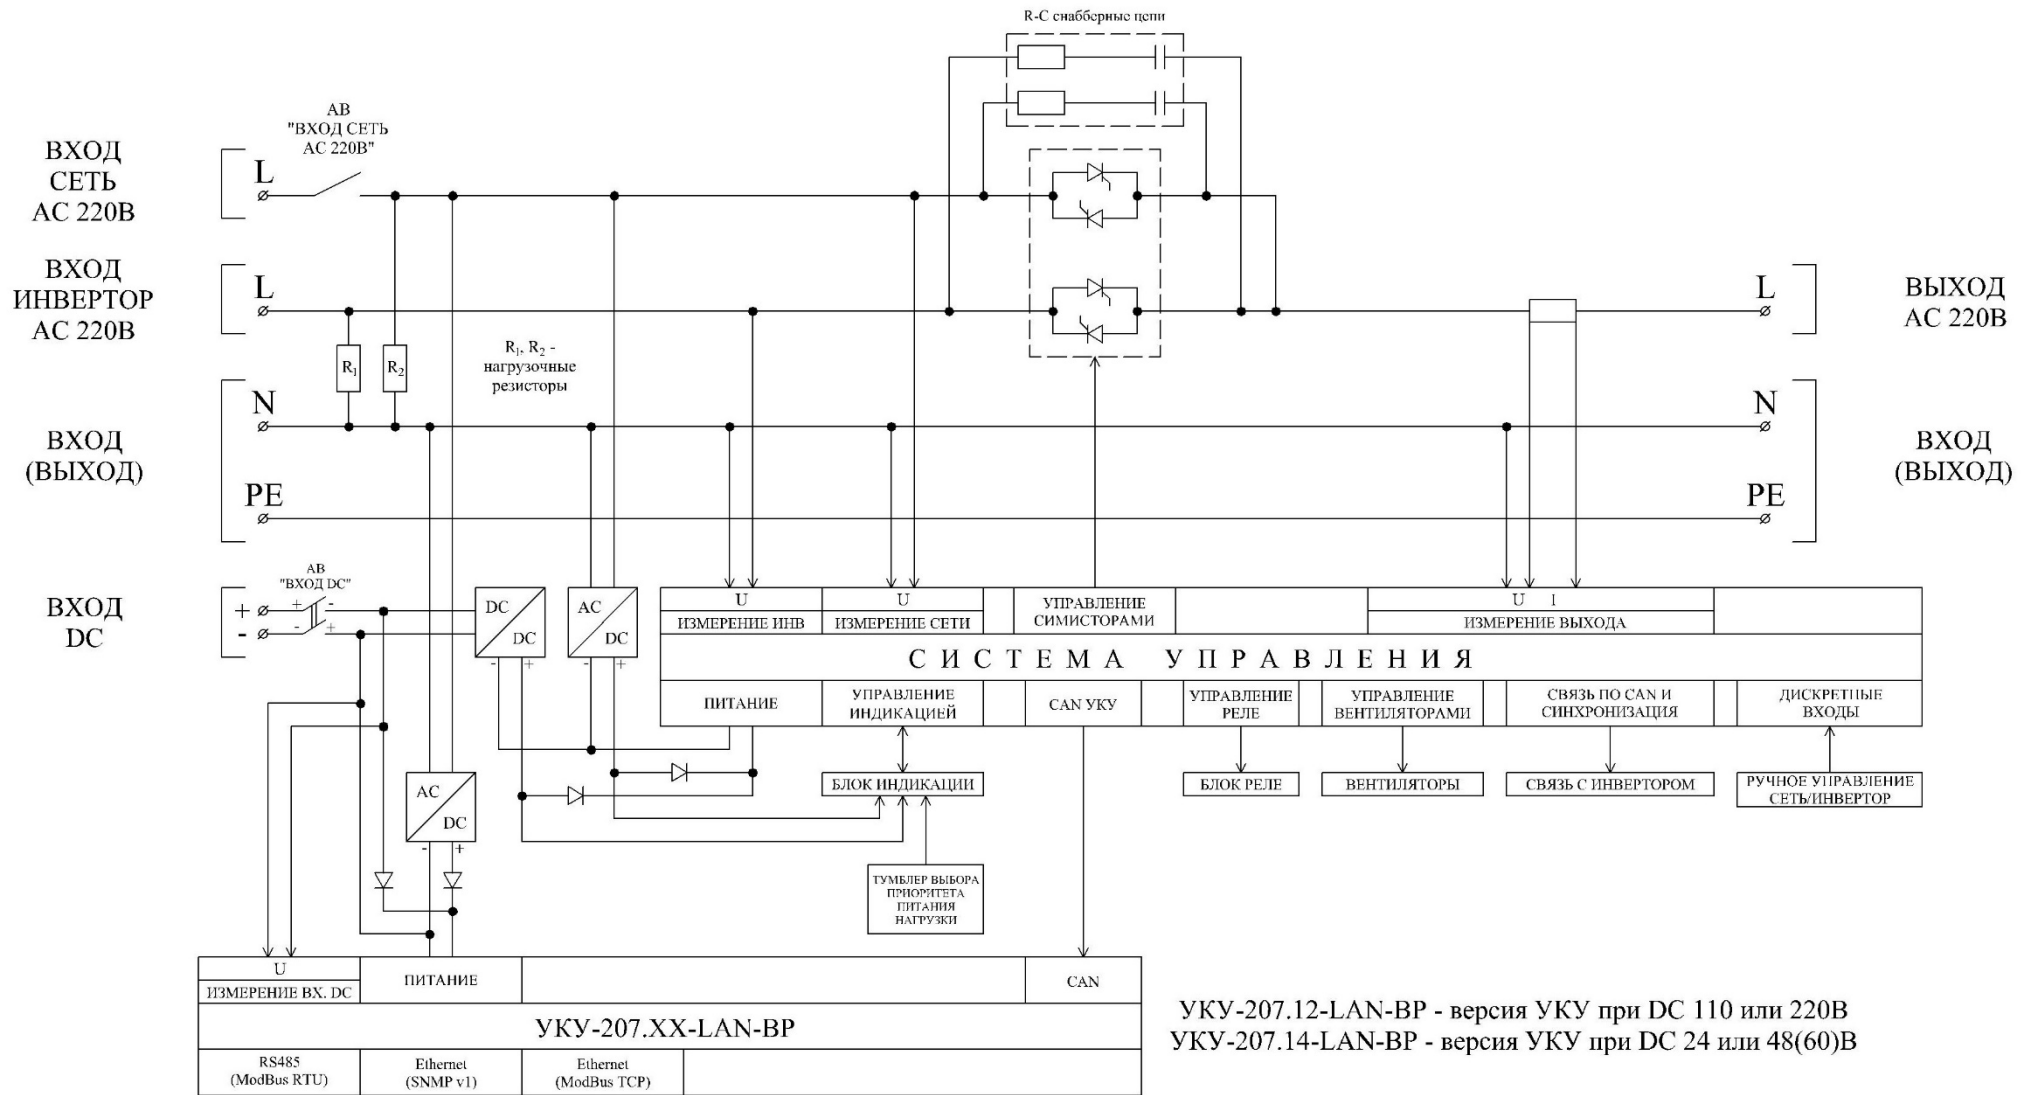 R-C снабберные цепи
АВ
"ВХОД СЕТЬ
АС 220В"
ВХОД
СЕТЬ
АС 220В
L
ВХОД
ИНВЕРТОР
АС 220В
L
L
ВЫХОД
АС 220В
R1
R2
R1, R2 -
нагрузочные
резисторы
N
N
ВХОД
(ВЫХОД)
ВХОД
(ВЫХОД)
PE
PE
АВ
"ВХОД DC"
ВХОД
DC
+
-
+ -
- +
DC
DC
- +
AC
DC
- +
U
ИЗМЕРЕНИЕ ИНВ
U
ИЗМЕРЕНИЕ СЕТИ
УПРАВЛЕНИЕ
СИМИСТОРАМИ
U I
ИЗМЕРЕНИЕ ВЫХОДА
СИСТЕМА УПРАВЛЕНИЯ
ПИТАНИЕ
УПРАВЛЕНИЕ
ИНДИКАЦИЕЙ
CAN УКУ
УПРАВЛЕНИЕ
РЕЛЕ
УПРАВЛЕНИЕ
ВЕНТИЛЯТОРАМИ
СВЯЗЬ ПО CAN И
СИНХРОНИЗАЦИЯ
ДИСКРЕТНЫЕ
ВХОДЫ
БЛОК ИНДИКАЦИИ
БЛОК РЕЛЕ
ВЕНТИЛЯТОРЫ
СВЯЗЬ С ИНВЕРТОРОМ
РУЧНОЕ УПРАВЛЕНИЕ
СЕТЬ/ИНВЕРТОР
AC
DC
- +
ТУМБЛЕР ВЫБОРА
ПРИОРИТЕТА
ПИТАНИЯ
НАГРУЗКИ
U
ИЗМЕРЕНИЕ ВХ. DC
ПИТАНИЕ
CAN
УКУ-207.XX-LAN-BP
RS485
(ModBus RTU)
Ethernet
(SNMP v1)
Ethernet
(ModBus TCP)
УКУ-207.12-LAN-BP - версия УКУ при DC 110 или 220В
УКУ-207.14-LAN-BP - версия УКУ при DC 24 или 48(60)В